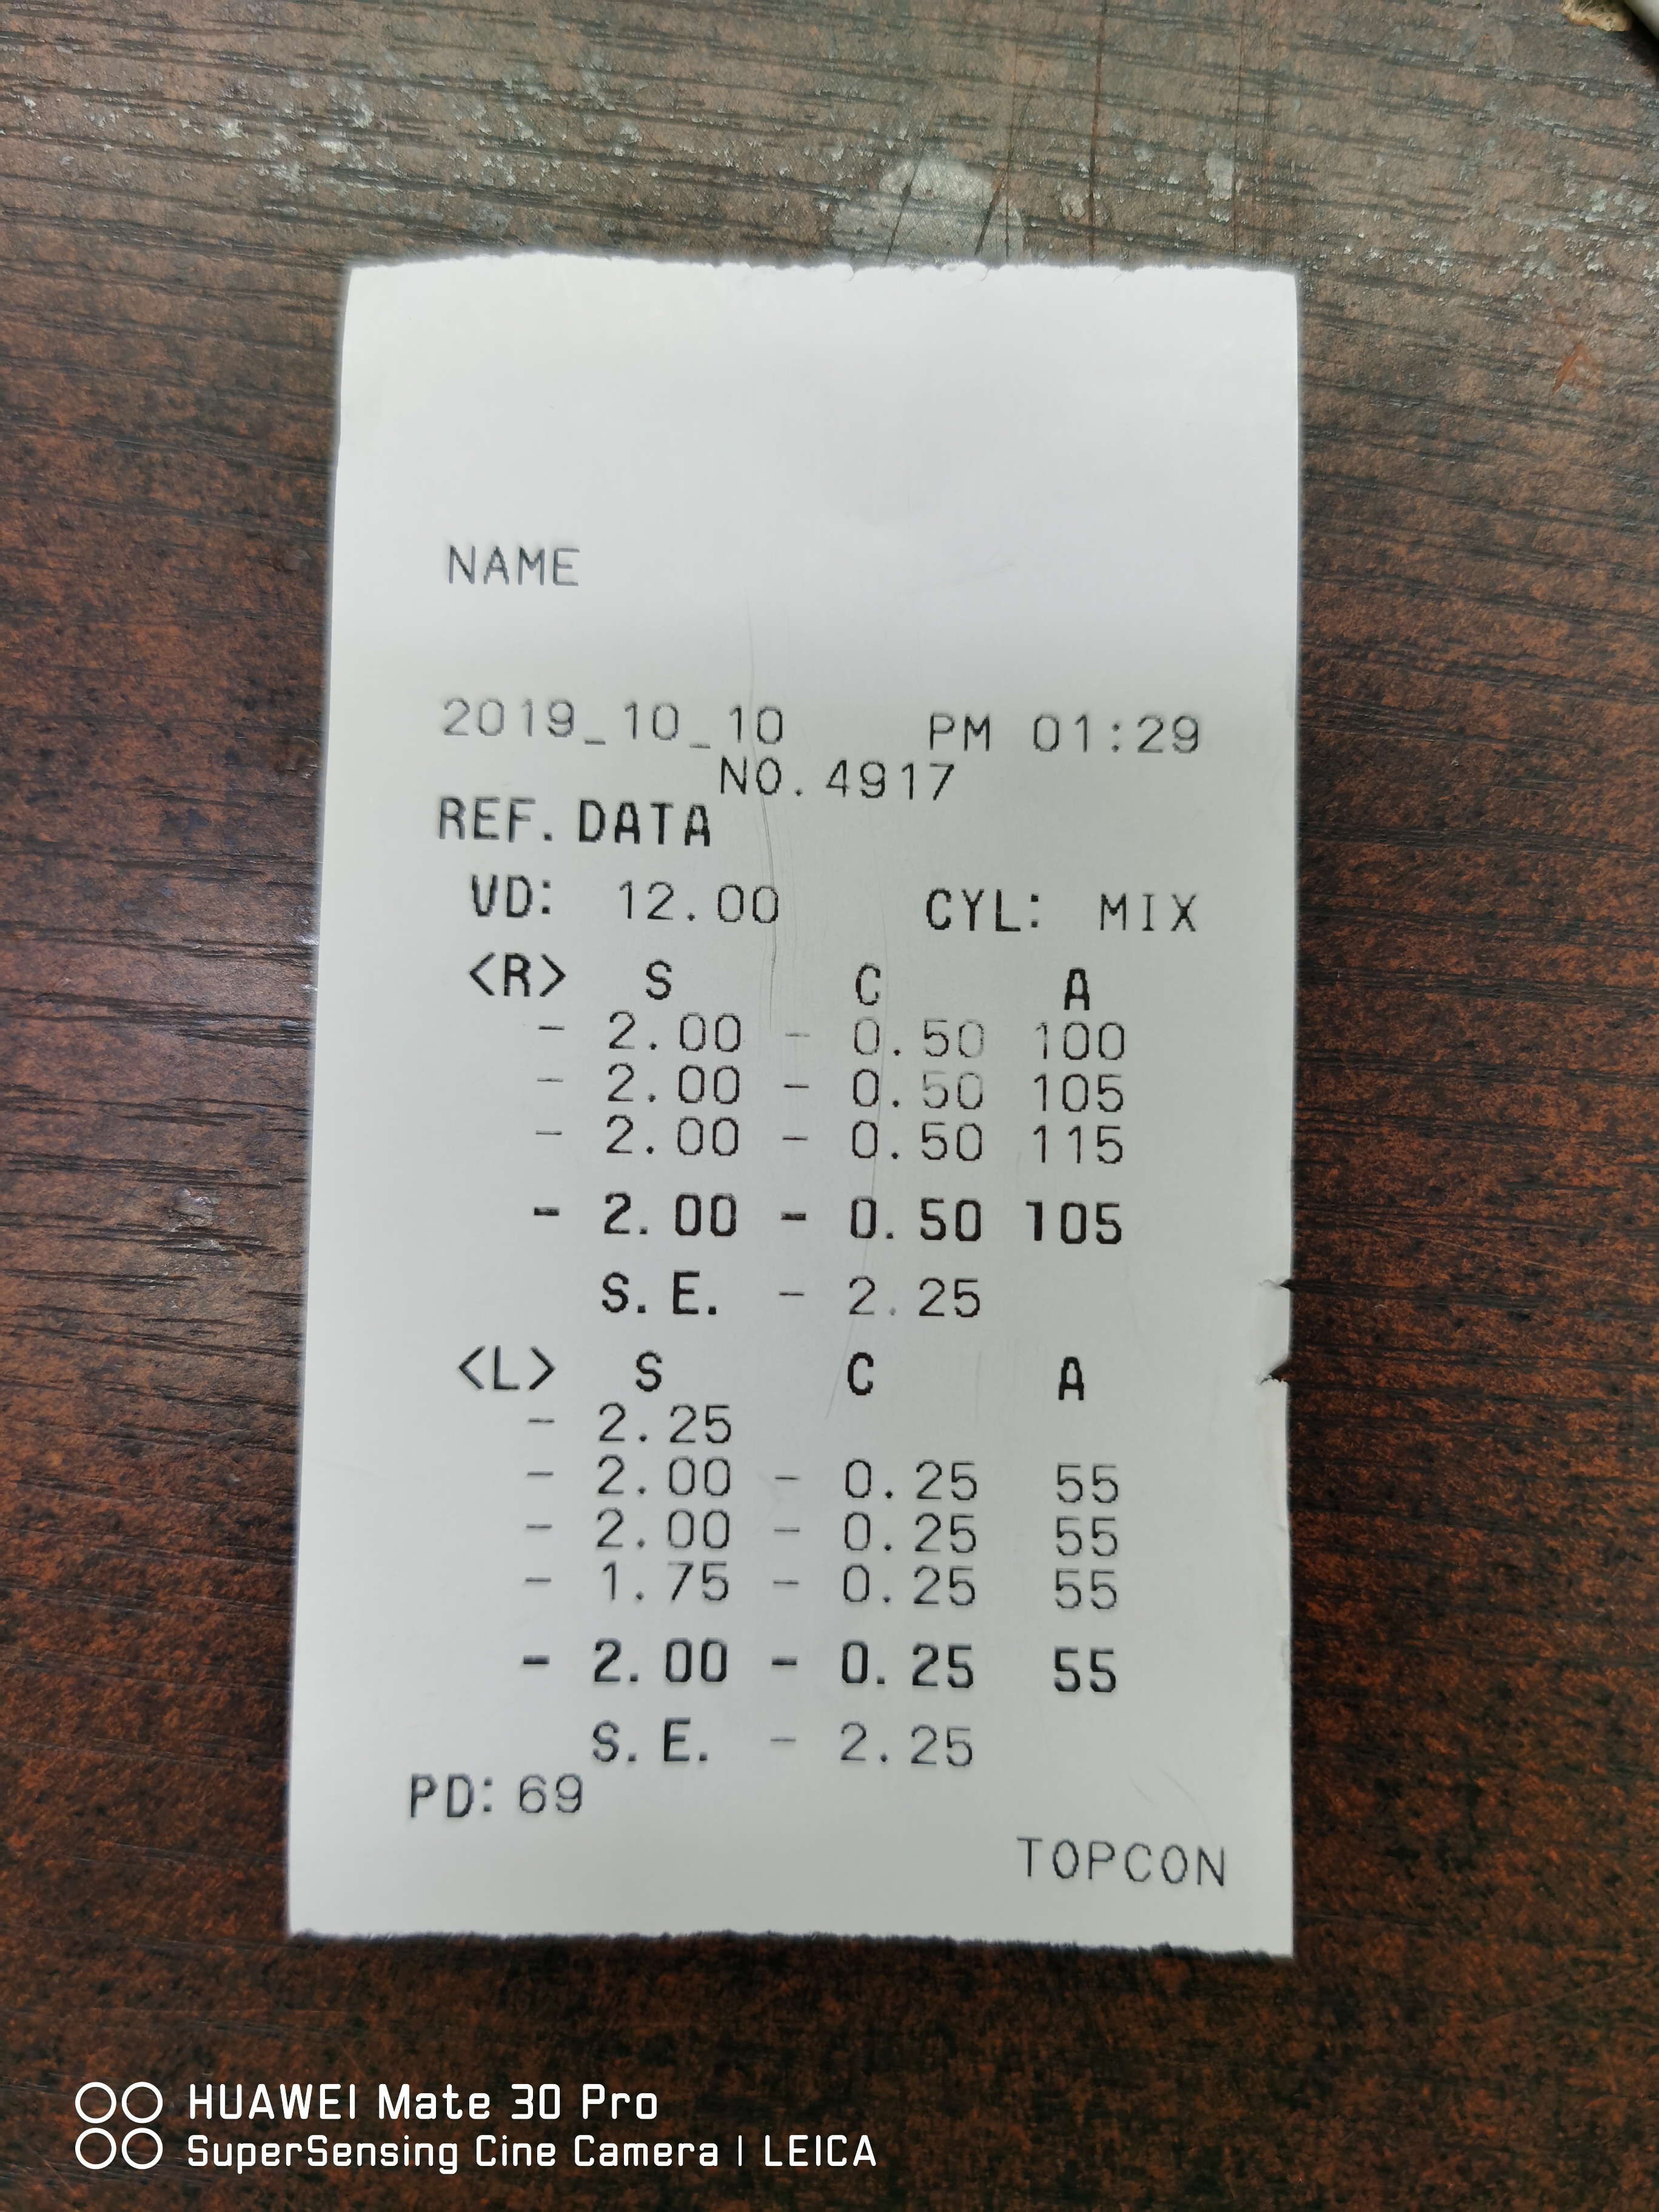 NAME
2019_10_10 PM 01:29
NO.4917
REF.DATA
VD: 12.00 CYL: MIX
<R> S C A
- 2.00 - 0.50 100
- 2.00 - 0.50 105
- 2.00 - 0.50 115
- 2.00 - 0.50 105
S.E. - 2.25
<L> S C A
- 2.25
- 2.00 - 0.25 55
- 2.00 - 0.25 55
- 1.75 - 0.25 55
- 2.00 - 0.25 55
S.E. - 2.25
PD: 69
TOPCON
HUAWEI Mate 30 Pro
SuperSensing Cine Camera | LEICA